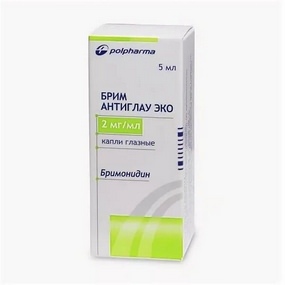 polpharma
5 мл
БРИМ
АНТИГЛАУ ЭКО
2 мг/мл
капли глазные
Бримонидин